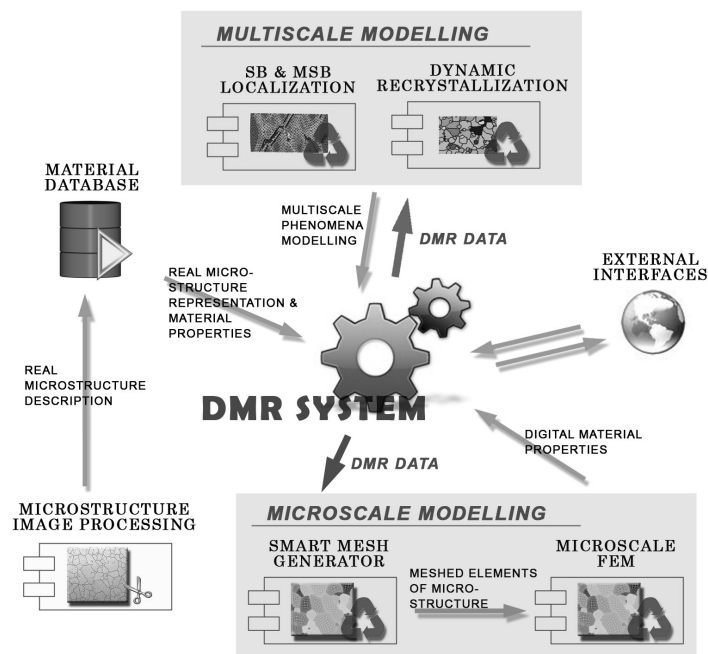 MULTISCALE MODELLING
SB & MSB
LOCALIZATION
DYNAMIC
RECRYSTALLIZATION
MATERIAL
DATABASE
MULTISCALE
PHENOMENA
MODELLING
DMR DATA
EXTERNAL
INTERFACES
REAL MICRO-
STRUCTURE
REPRESENTATION &
MATERIAL
PROPERTIES
REAL
MICROSTRUCTURE
DESCRIPTION
DMR SYSTEM
DMR DATA
DIGITAL MATERIAL
PROPERTIES
MICROSTRUCTURE
IMAGE PROCESSING
MICROSCALE MODELLING
SMART MESH
GENERATOR
MESHED ELEMENTS
OF MICRO-
STRUCTURE
MICROSCALE
FEM